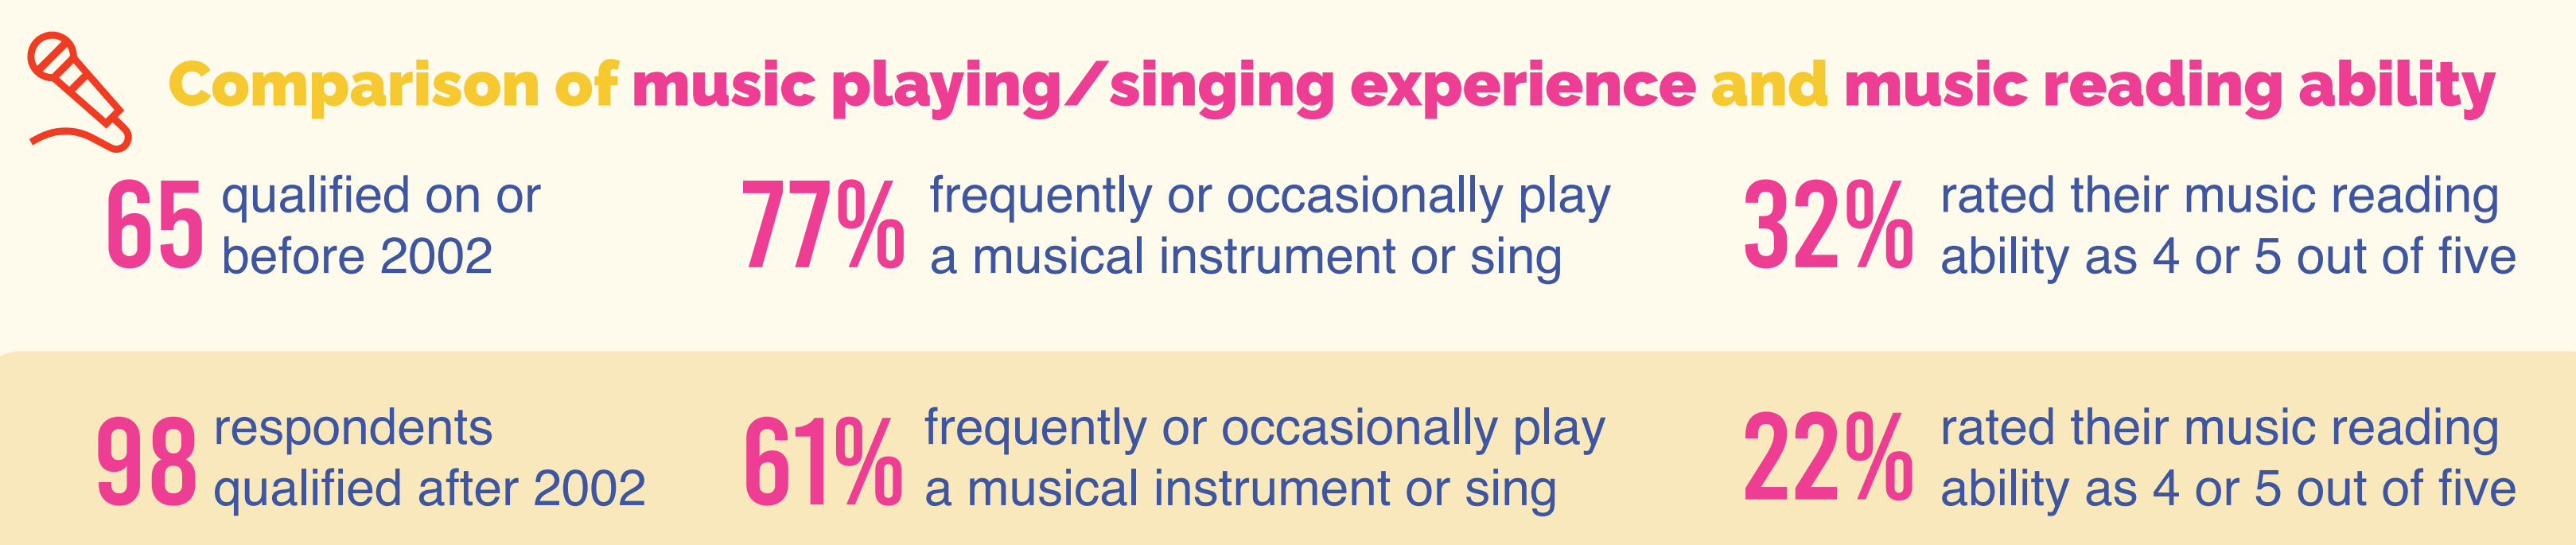 Comparison of music playing/singing experience and music reading ability
65 qualified on or
before 2002
77% frequently or occasionally play
a musical instrument or sing
32% rated their music reading
ability as 4 or 5 out of five
98 respondents
qualified after 2002
61% frequently or occasionally play
a musical instrument or sing
22% rated their music reading
ability as 4 or 5 out of five